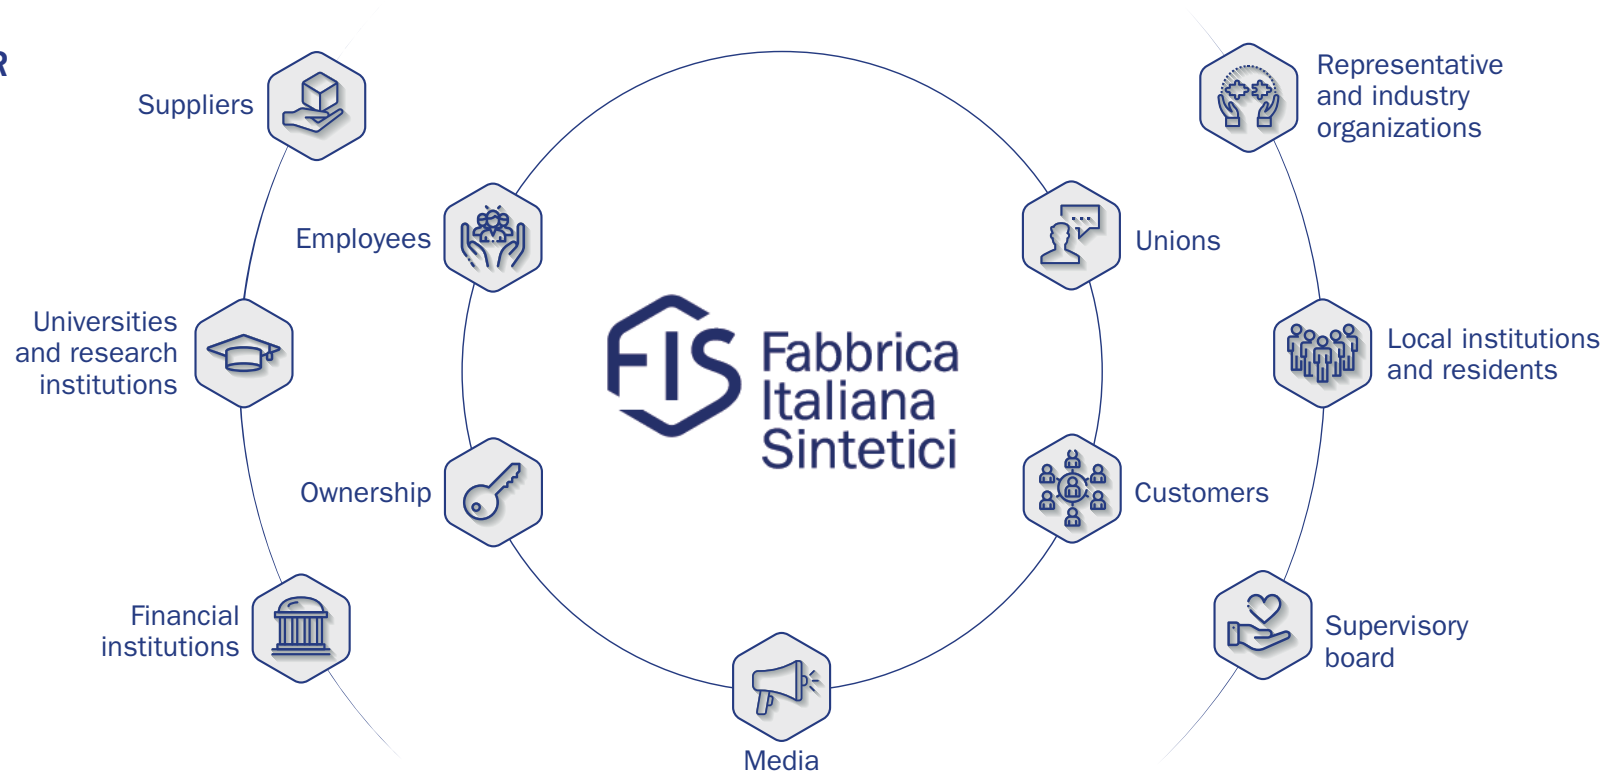 R
Suppliers
Representative
and industry
organizations
Employees
Unions
Universities
and research
institutions
FIS
Fabbrica
Italiana
Sintetici
Local institutions
and residents
Ownership
Customers
Financial
institutions
Supervisory
board
Media